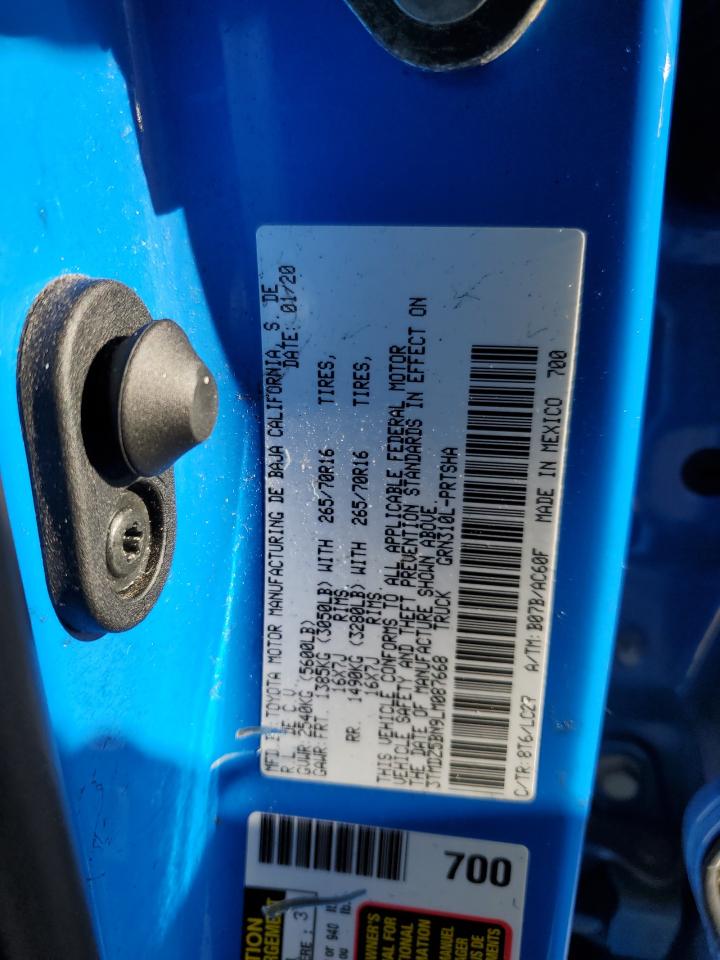 MFD BY TOYOTA MOTOR MANUFACTURING DE BAJA CALIFORNIA, S. DE
R. L. DE C. V. DATE: 01/20
GVWR 2540KG (5600LB)
GAWR FRT. 1385KG (3050LB) WITH 265/70R16 TIRES,
16X7J RIMS,
RR. 1490KG (3280LB) WITH 265/70R16 TIRES,
16X7J RIMS.
THIS VEHICLE CONFORMS TO ALL APPLICABLE FEDERAL MOTOR
VEHICLE SAFETY AND THEFT PREVENTION STANDARDS IN EFFECT ON
THE DATE OF MANUFACTURE SHOWN ABOVE.
3TMDZ5BN9LM087668 TRUCK GRN310L-PRTSHA
C/TR: 8T6/LC27 A/TM: B07B/AC60F MADE IN MEXICO 700
700
OR 940
ou